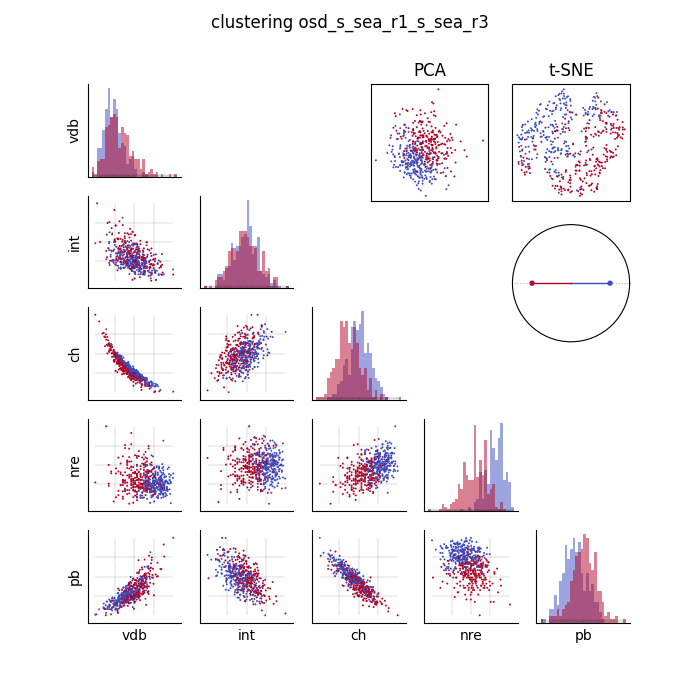 clustering osd_s_sea_r1_s_sea_r3
PCA
t-SNE
vdb
int
ch
nre
pb
vdb
int
ch
nre
pb